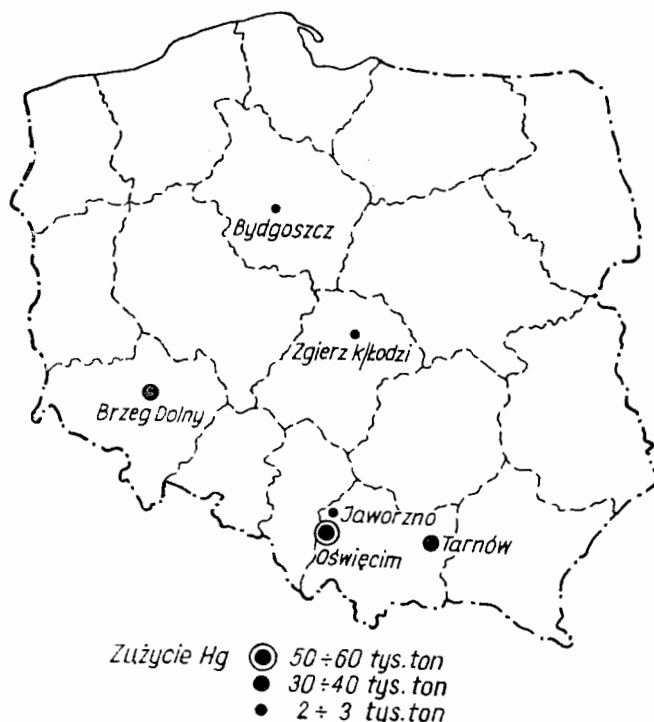 Bydgoszcz
Zgierz k/Łodzi
Brzeg Dolny
Jaworzno
Oświęcim
Tarnów
Zużycie Hg 50÷60 tys. ton
30÷40 tys. ton
2÷3 tys. ton